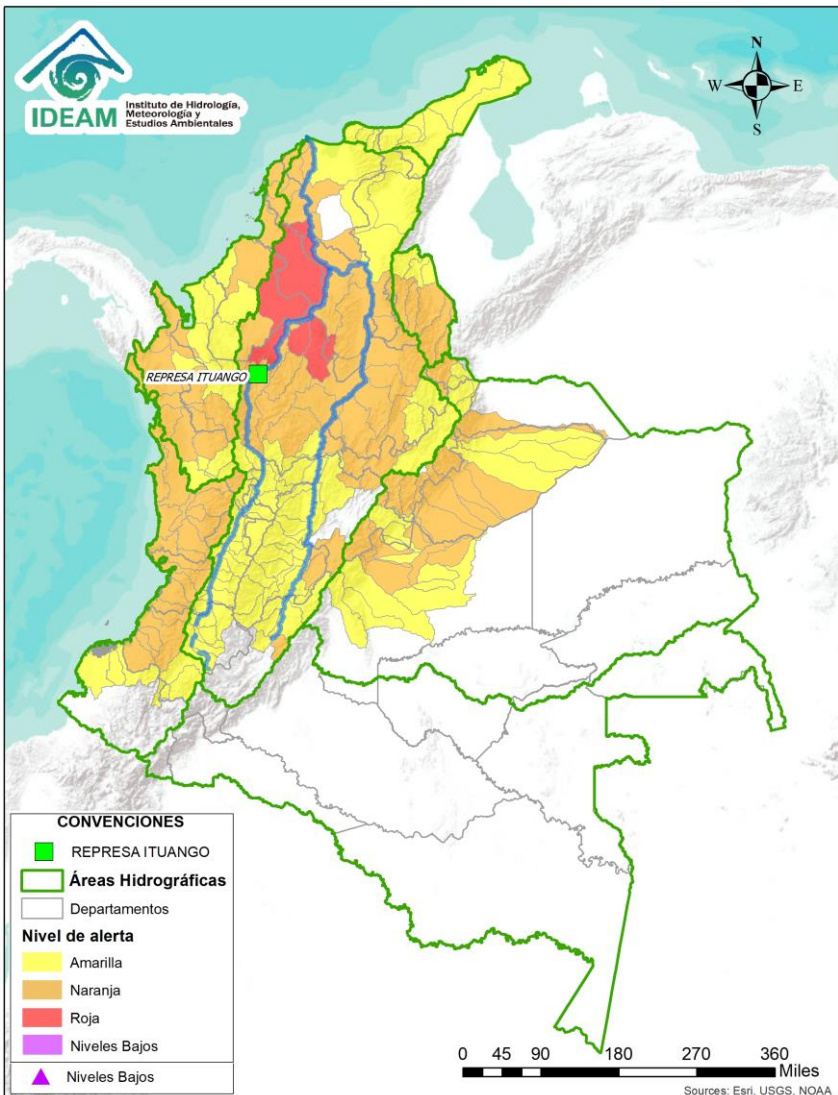 IDEAM
Instituto de Hidrología,
Meteorología y
Estudios Ambientales
N
W
E
S
REPRESA ITUANGO
CONVENCIONES
REPRESA ITUANGO
Áreas Hidrográficas
Departamentos
Nivel de alerta
Amarilla
Naranja
Roja
Niveles Bajos
Niveles Bajos
0 45 90 180 270 360
Miles
Sources: Esri, USGS, NOAA